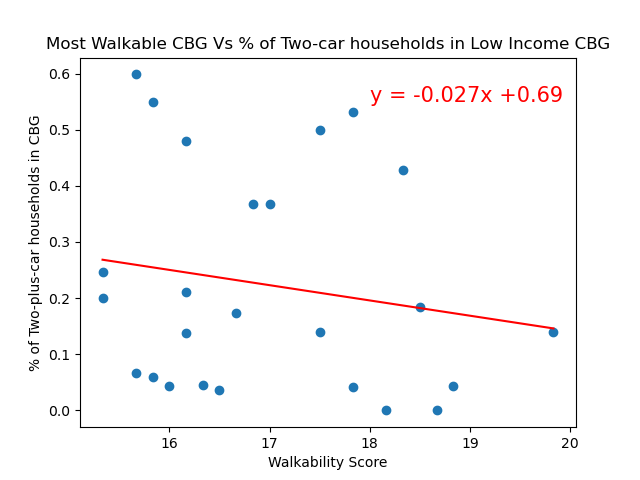 Most Walkable CBG Vs % of Two-car households in Low Income CBG
y = -0.027x +0.69
% of Two-plus-car households in CBG
0.6
0.5
0.4
0.3
0.2
0.1
0.0
16 17 18 19 20
Walkability Score